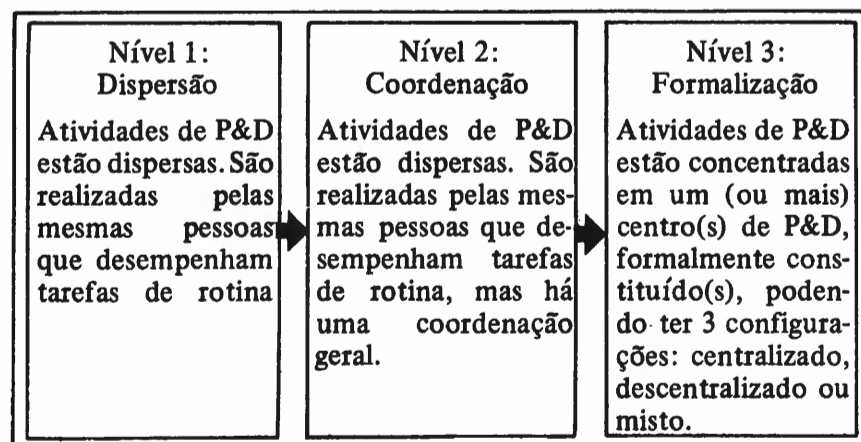 Nível 1:
Dispersão
Atividades de P&D
estão dispersas. São
realizadas pelas
mesmas pessoas
que desempenham
tarefas de rotina
Nível 2:
Coordenação
Atividades de P&D
estão dispersas. São
realizadas pelas mes-
mas pessoas que de-
sempenham tarefas
de rotina, mas há
uma coordenação
geral.
Nível 3:
Formalização
Atividades de P&D
estão concentradas
em um (ou mais)
centro(s) de P&D,
formalmente cons-
tituído(s), poden-
do ter 3 configura-
ções: centralizado,
descentralizado ou
misto.